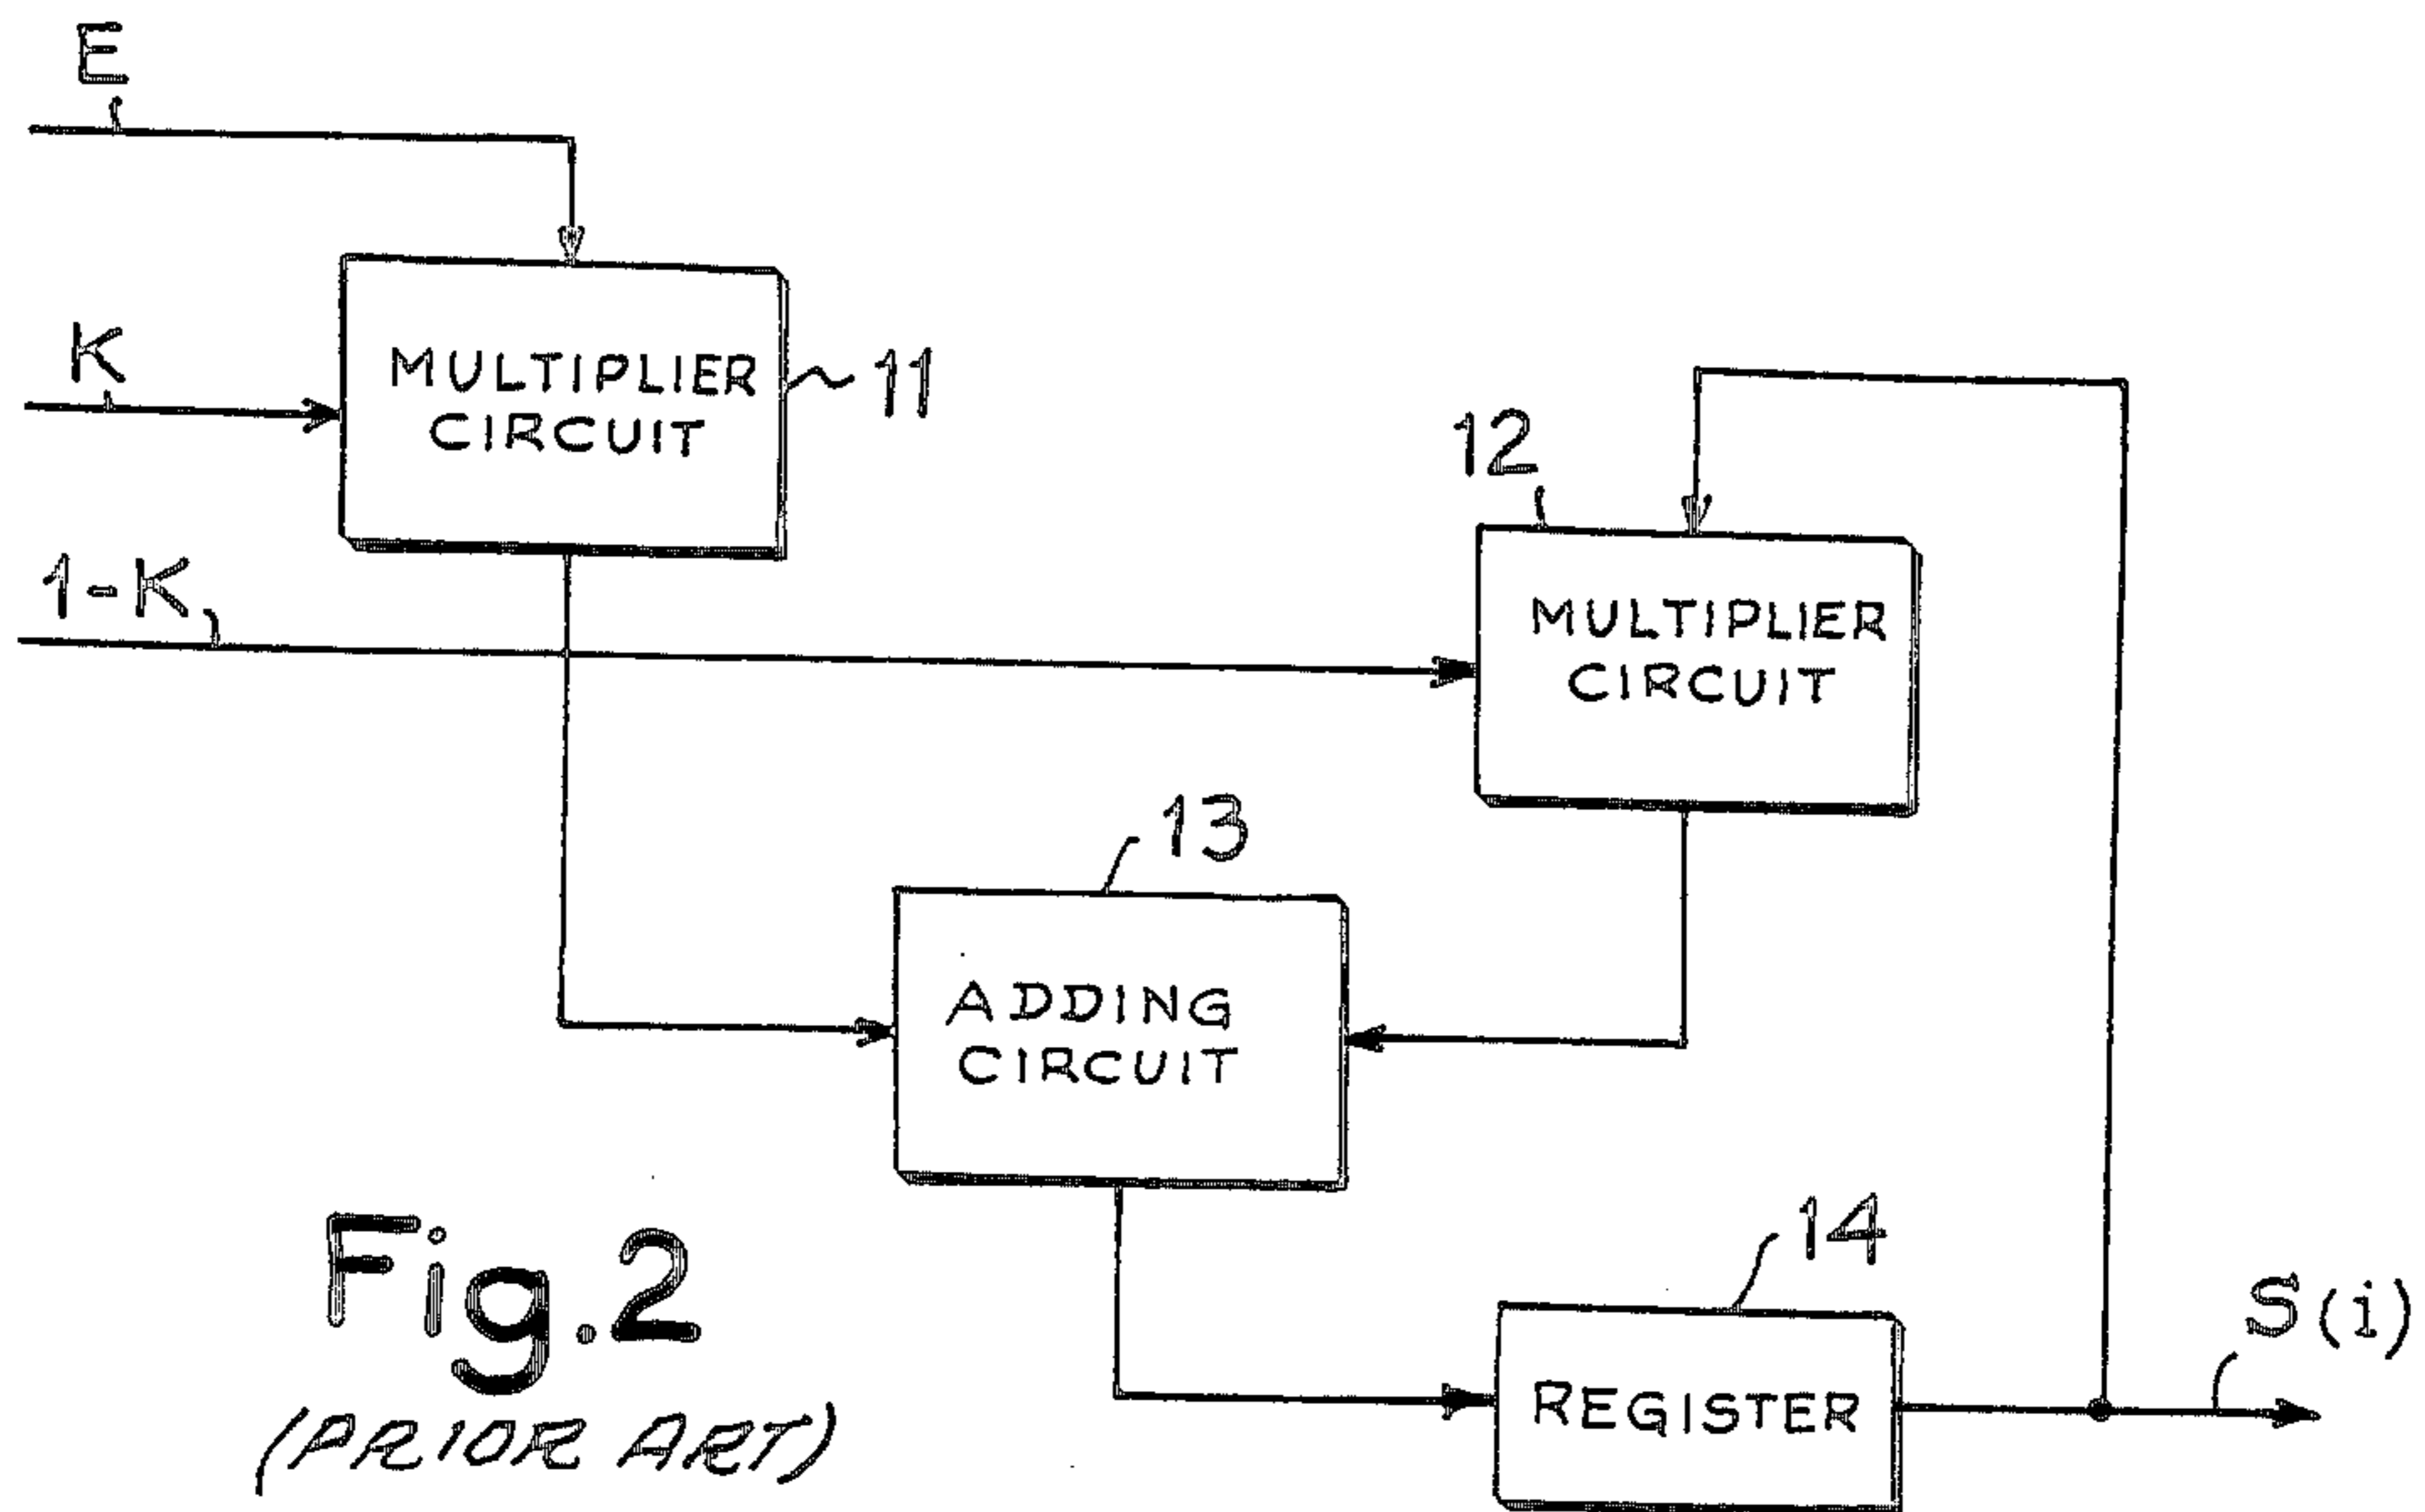 E
K
MULTIPLIER
CIRCUIT
11
1-K
12
MULTIPLIER
CIRCUIT
13
ADDING
CIRCUIT
14
REGISTER
S(i)
Fig.2
(PRIOR ART)